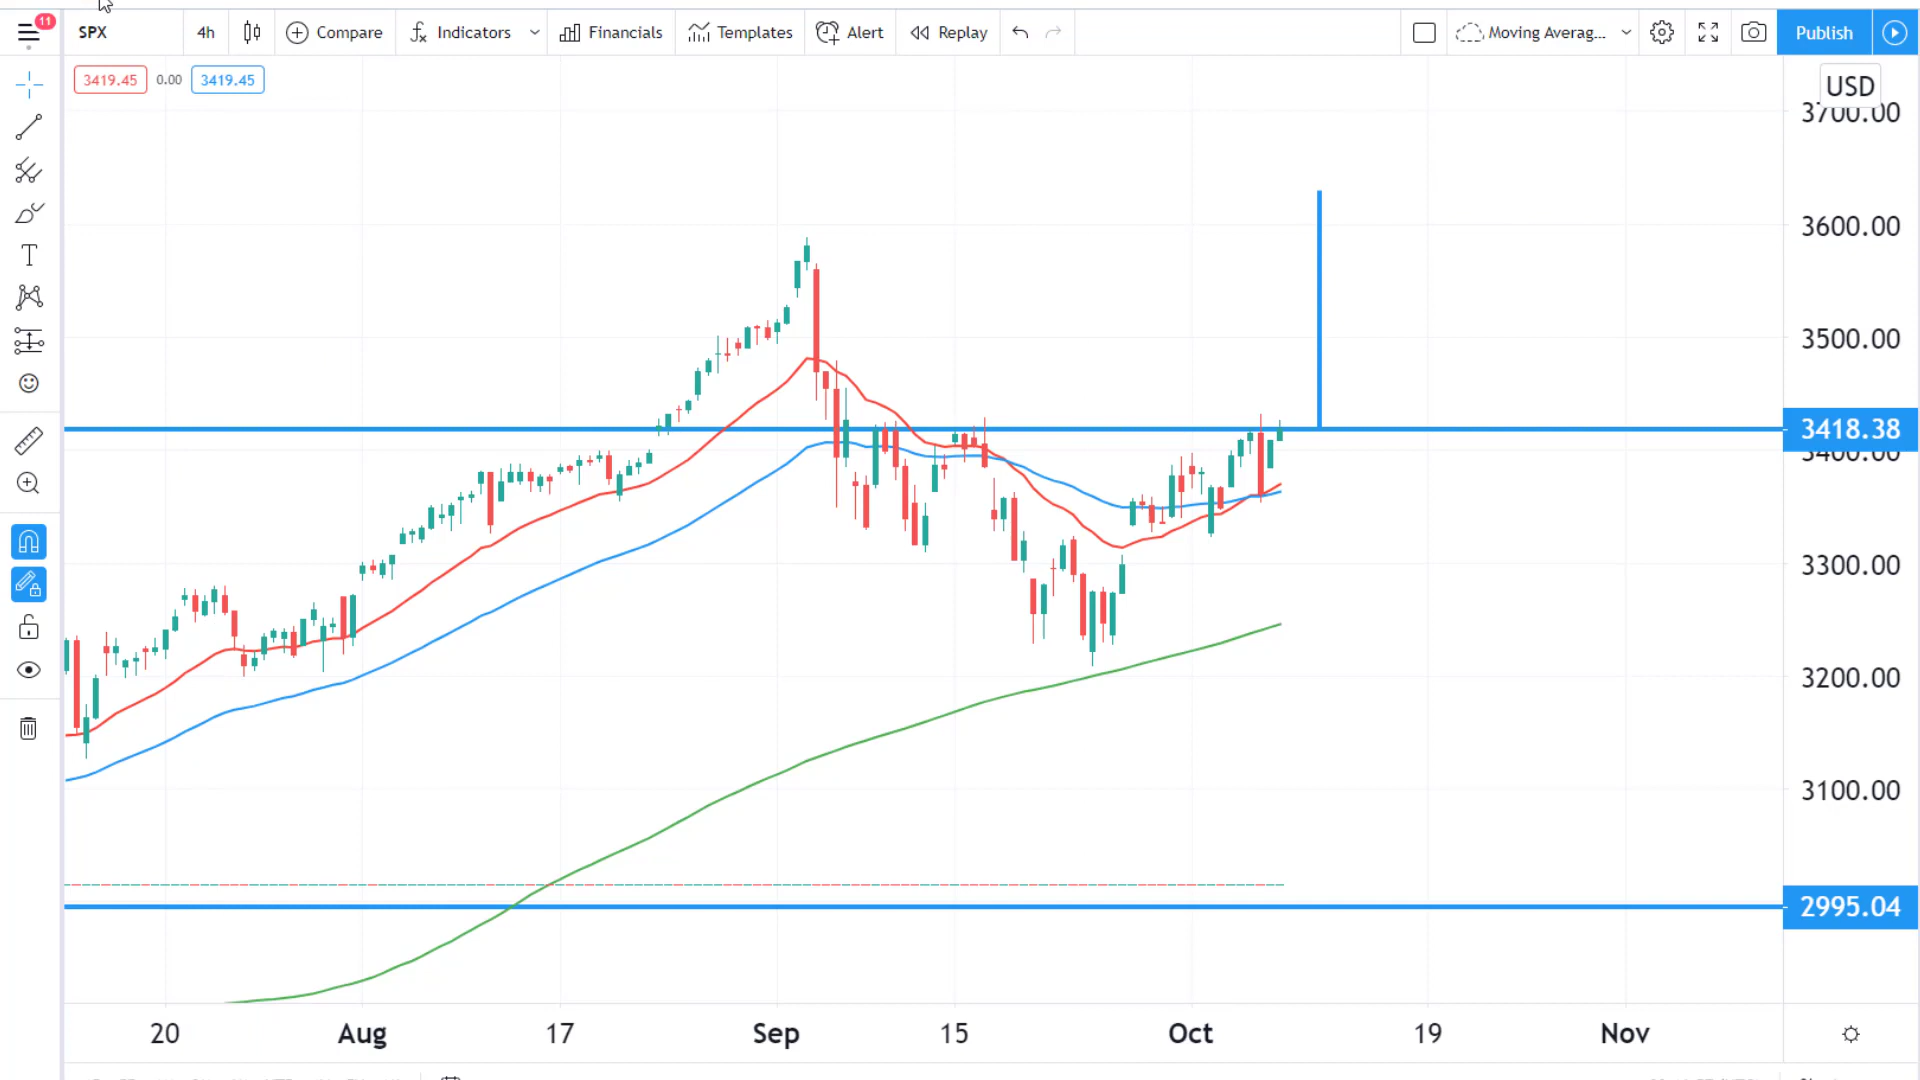 11 SPX 4h Compare Indicators Financials Templates Alert Replay Moving Averag... Publish
3419.45 0.00 3419.45
USD
3700.00
3600.00
3500.00
3418.38
3400.00
3300.00
3200.00
3100.00
2995.04
20 Aug 17 Sep 15 Oct 19 Nov